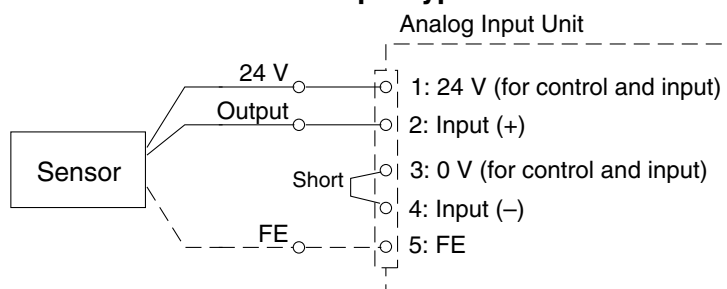 Analog Input Unit
24 V
1: 24 V (for control and input)
Output
2: Input (+)
Sensor
3: 0 V (for control and input)
Short
4: Input (–)
FE
5: FE